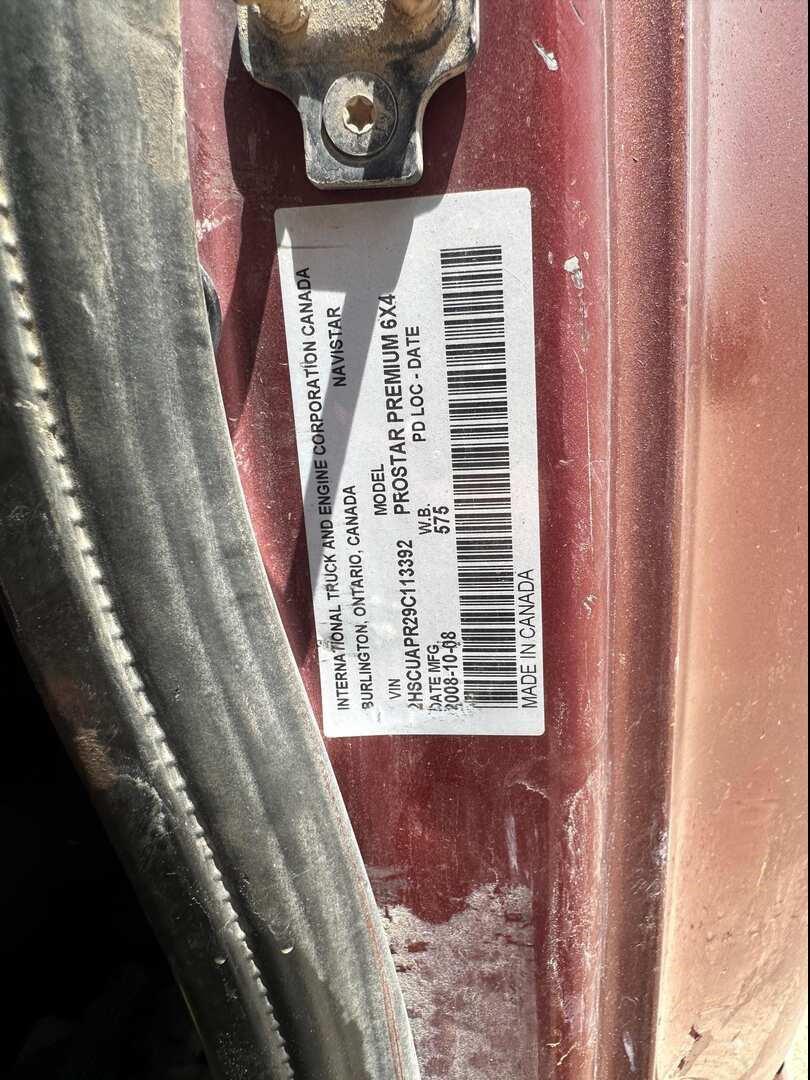 INTERNATIONAL TRUCK AND ENGINE CORPORATION CANADA
BURLINGTON, ONTARIO, CANADA NAVISTAR
VIN MODEL
2HSCUAPR29C113392 PROSTAR PREMIUM 6X4
DATE MFG. W.B. PD LOC - DATE
2008-10-08 575
MADE IN CANADA